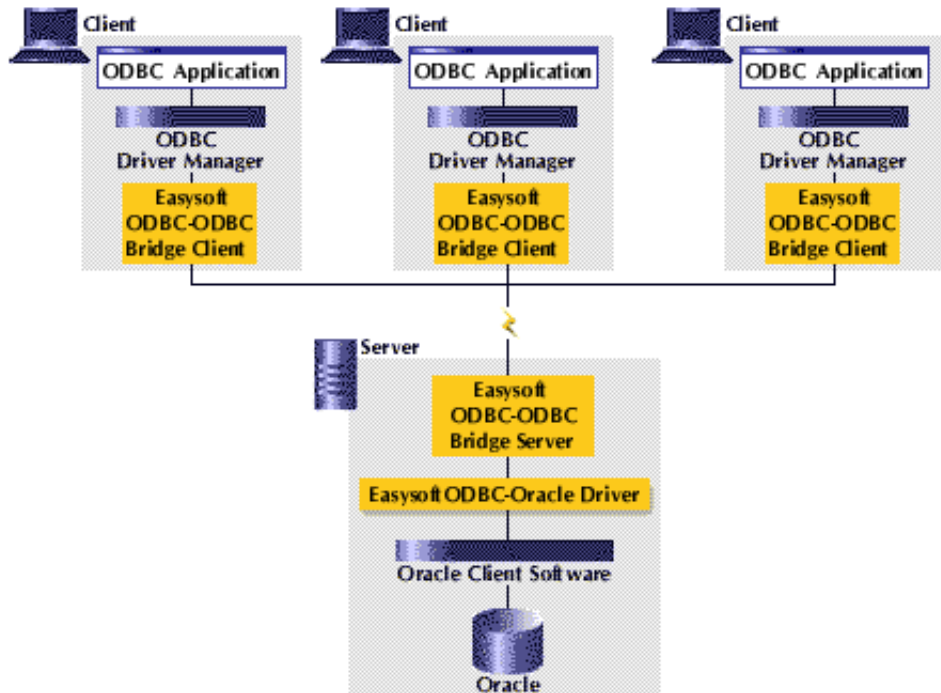 Client
ODBC Application
ODBC
Driver Manager
Easysoft
ODBC-ODBC
Bridge Client
Client
ODBC Application
ODBC
Driver Manager
Easysoft
ODBC-ODBC
Bridge Client
Client
ODBC Application
ODBC
Driver Manager
Easysoft
ODBC-ODBC
Bridge Client
Server
Easysoft
ODBC-ODBC
Bridge Server
Easysoft ODBC-Oracle Driver
Oracle Client Software
Oracle